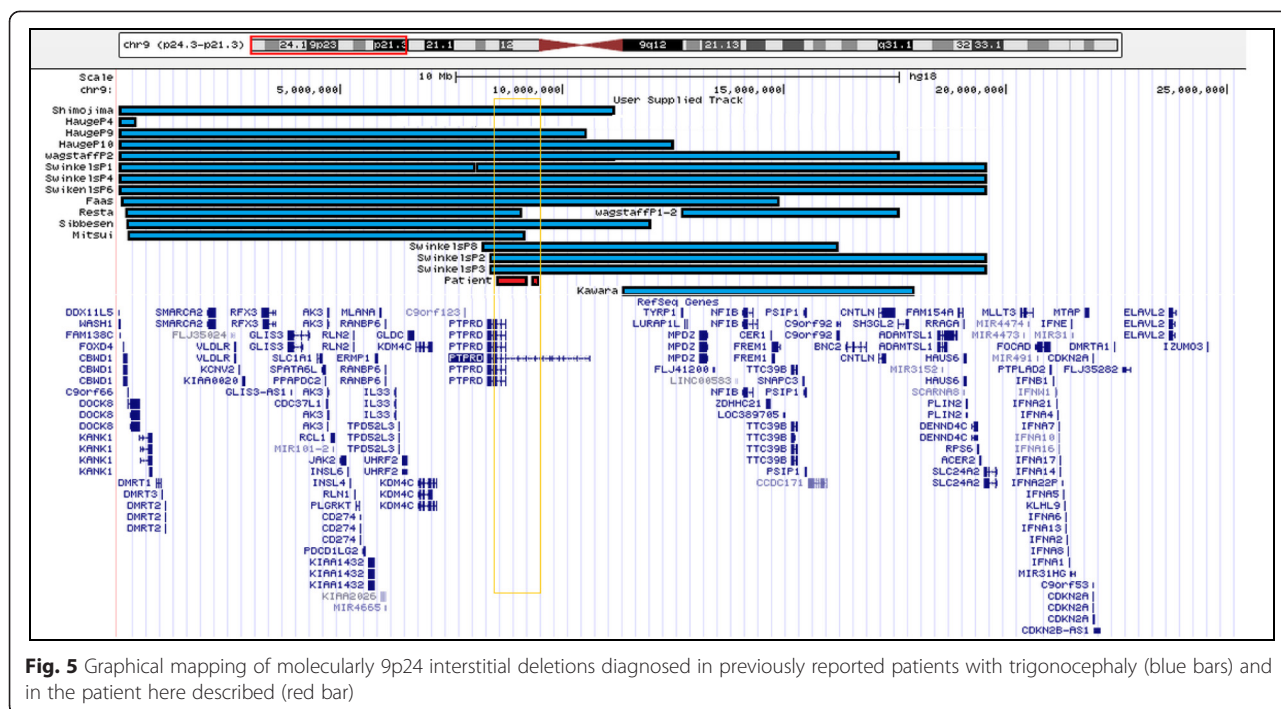 chr9 (p24.3-p21.3) 24.1 9p23 p21.3 21.1 12 9q12 21.13 q31.1 32 33.1
Scale 10 Mb hg18
chr9: 5,000,000 10,000,000 15,000,000 20,000,000 25,000,000
User Supplied Track
Shimojima
HaugeP4
HaugeP9
HaugeP10
wagstaffP2
SwinkelsP1
SwinkelsP4
SwikenlsP6
Faas
Resta wagstaffP1-2
Sibbesen
Mitsui
SwinkelsP8
SwinkelsP2
SwinkelsP3
Patient
Kawara
RefSeq Genes
DDX11L5 SMARCA2 RFX3 AK3 MLANA C9orf123 TYRP1 NFIB PSIP1 CNTLN FAM154A MLLT3 MTAP ELAVL2
WASH1 SMARCA2 RFX3 AK3 RANBP6 PTPRD LURAP1L NFIB C9orf92 SH3GL2 RRAGA MIR4474 IFNE ELAVL2
FAM138C FLJ35024 GLIS3 RLN2 GLDC PTPRD MPDZ CER1 C9orf92 ADAMTSL1 MIR4473 MIR31 ELAVL2
FOXD4 VLDLR GLIS3 RLN2 KDM4C PTPRD MPDZ FREM1 BNC2 ADAMTSL1 FOCAD DMRTA1 IZUMO3
CBWD1 VLDLR SLC1A1 ERMP1 PTPRD MPDZ FREM1 CNTLN HAUS6 MIR491 CDKN2A
CBWD1 KCNV2 SPATA6L RANBP6 PTPRD FLJ41200 TTC39B MIR3152 PTPLAD2 FLJ35282
CBWD1 KIAA0020 PPAPDC2 RANBP6 PTPRD LINC00583 SNAPC3 HAUS6 IFNB1
C9orf66 GLIS3-AS1 AK3 IL33 NFIB PSIP1 SCARNA8 IFNW1
DOCK8 CDC37L1 IL33 ZDHHC21 PLIN2 IFNA21
DOCK8 AK3 IL33 LOC389705 PLIN2 IFNA4
DOCK8 AK3 TPD52L3 TTC39B DENND4C IFNA7
KANK1 RCL1 TPD52L3 TTC39B DENND4C IFNA10
KANK1 MIR101-2 TPD52L3 TTC39B RPS6 IFNA16
KANK1 JAK2 UHRF2 PSIP1 ACER2 IFNA17
KANK1 INSL6 UHRF2 SLC24A2 IFNA14
DMRT1 INSL4 KDM4C CCDC171 SLC24A2 IFNA22P
DMRT3 RLN1 KDM4C IFNA5
DMRT2 PLGRKT KDM4C KLHL9
DMRT2 CD274 IFNA6
DMRT2 CD274 IFNA13
CD274 IFNA2
PDCD1LG2 IFNA8
KIAA1432 IFNA1
KIAA1432 MIR31HG
KIAA1432 C9orf53
KIAA2026 CDKN2A
MIR4665 CDKN2A
CDKN2A
CDKN2B-AS1
Fig. 5 Graphical mapping of molecularly 9p24 interstitial deletions diagnosed in previously reported patients with trigonocephaly (blue bars) and
in the patient here described (red bar)